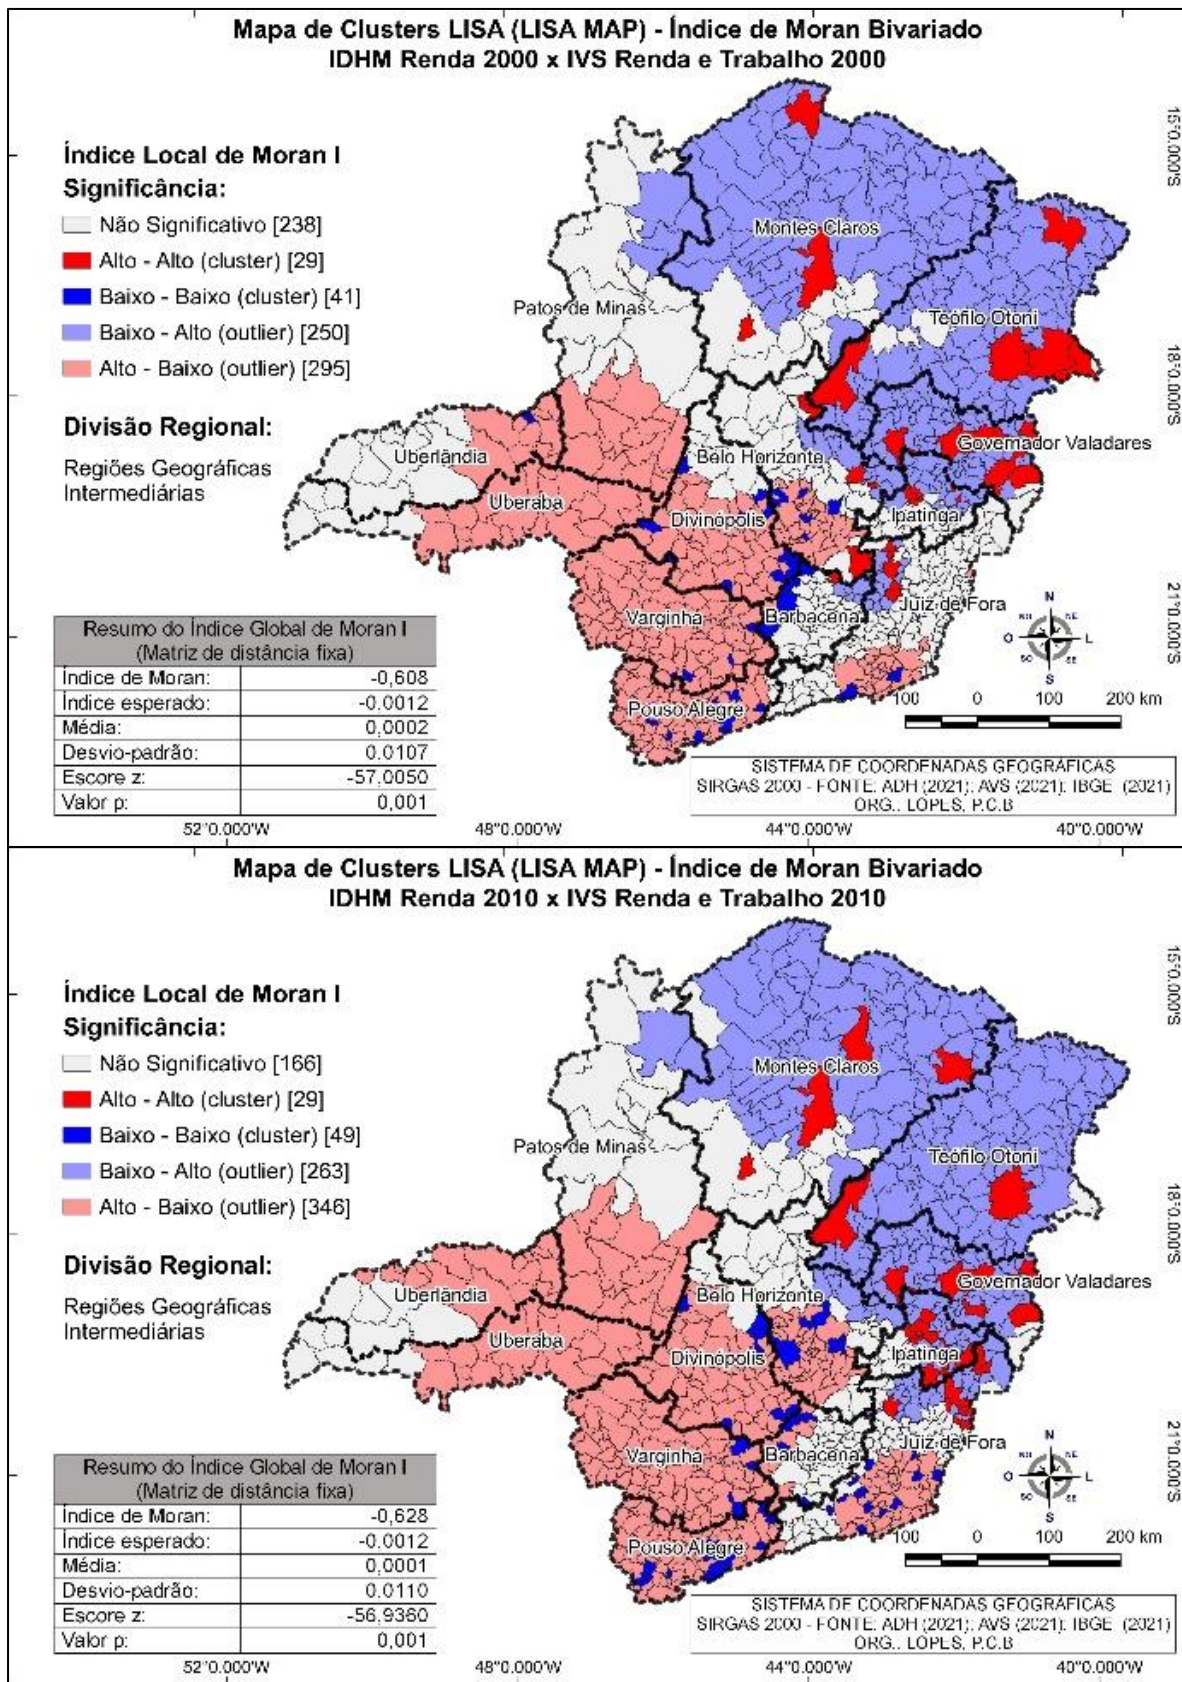 Mapa de Clusters LISA (LISA MAP) - Índice de Moran Bivariado
IDHM Renda 2000 x IVS Renda e Trabalho 2000
Índice Local de Moran I
Significância:
Não Significativo [238]
Alto - Alto (cluster) [29]
Baixo - Baixo (cluster) [41]
Baixo - Alto (outlier) [250]
Alto - Baixo (outlier) [295]
Divisão Regional:
Regiões Geográficas
Intermediárias
Montes Claros
Patos de Minas
Teófilo Otoni
Uberlândia
Belo Horizonte
Governador Valadares
Uberaba
Divinópolis
Ipatinga
Varginha
Barbacena
Juiz de Fora
Pouso Alegre
15°0.000'S
18°0.000'S
21°0.000'S
N
NO
NE
O
L
SO
SE
S
100 0 100 200 km
Resumo do Índice Global de Moran I
(Matriz de distância fixa)
Índice de Moran: -0,608
Índice esperado: -0.0012
Média: 0,0002
Desvio-padrão: 0.0107
Escore z: -57,0050
Valor p: 0,001
SISTEMA DE COORDENADAS GEOGRÁFICAS
SIRGAS 2000 - FONTE: ADH (2021); AVS (2021); IBGE (2021)
ORG.: LOPES, P.C.B
52°0.000'W 48°0.000'W 44°0.000'W 40°0.000'W
Mapa de Clusters LISA (LISA MAP) - Índice de Moran Bivariado
IDHM Renda 2010 x IVS Renda e Trabalho 2010
Índice Local de Moran I
Significância:
Não Significativo [166]
Alto - Alto (cluster) [29]
Baixo - Baixo (cluster) [49]
Baixo - Alto (outlier) [263]
Alto - Baixo (outlier) [346]
Divisão Regional:
Regiões Geográficas
Intermediárias
Montes Claros
Patos de Minas
Teófilo Otoni
Uberlândia
Belo Horizonte
Governador Valadares
Uberaba
Divinópolis
Ipatinga
Varginha
Barbacena
Juiz de Fora
Pouso Alegre
15°0.000'S
18°0.000'S
21°0.000'S
N
NO
NE
O
L
SO
SE
S
100 0 100 200 km
Resumo do Índice Global de Moran I
(Matriz de distância fixa)
Índice de Moran: -0,628
Índice esperado: -0.0012
Média: 0,0001
Desvio-padrão: 0.0110
Escore z: -56,9360
Valor p: 0,001
SISTEMA DE COORDENADAS GEOGRÁFICAS
SIRGAS 2000 - FONTE: ADH (2021); AVS (2021); IBGE (2021)
ORG.: LOPES, P.C.B
52°0.000'W 48°0.000'W 44°0.000'W 40°0.000'W